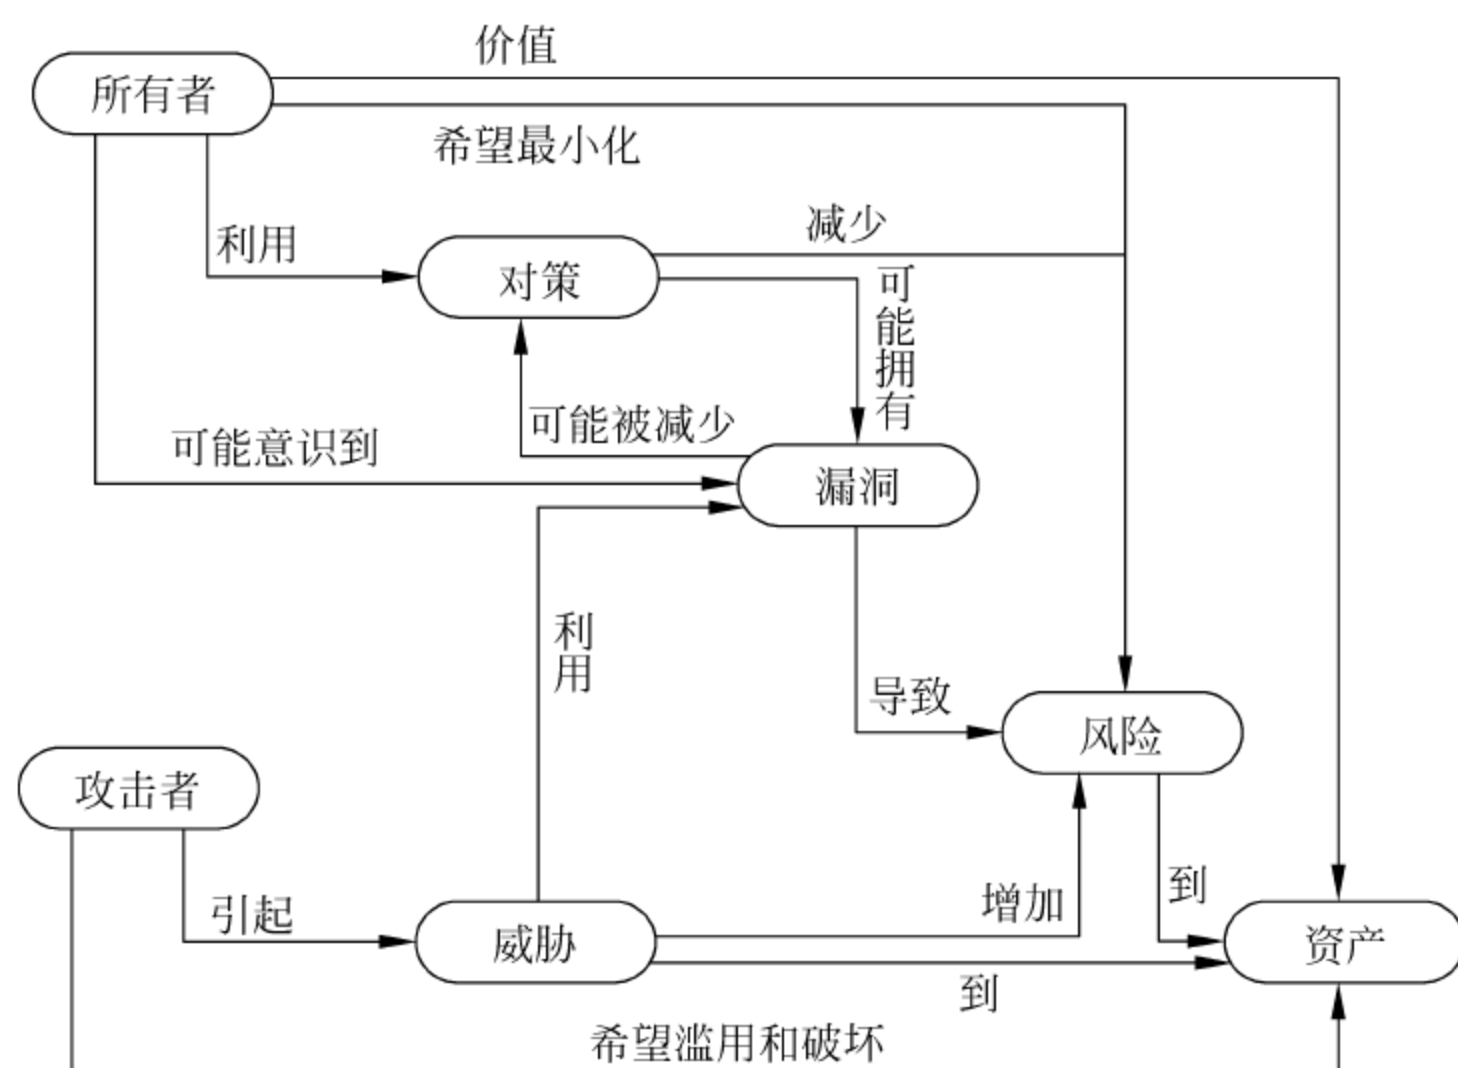 价值
所有者
希望最小化
减少
利用
对策
可能拥有
可能被减少
可能意识到
漏洞
利用
导致
风险
攻击者
到
增加
引起
威胁
资产
到
希望滥用和破坏